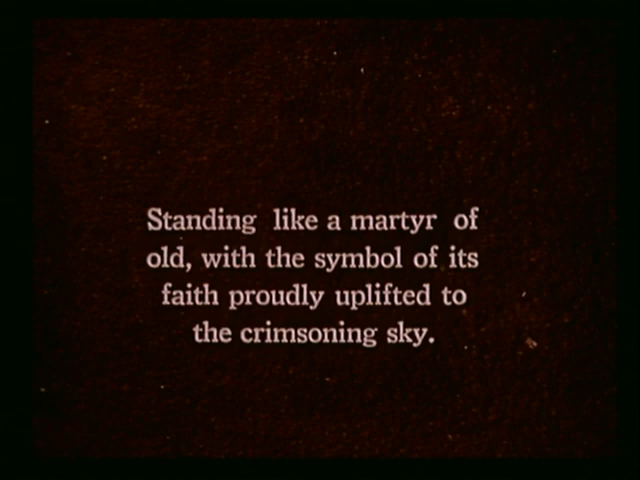 Standing like a martyr of
old, with the symbol of its
faith proudly uplifted to
the crimsoning sky.